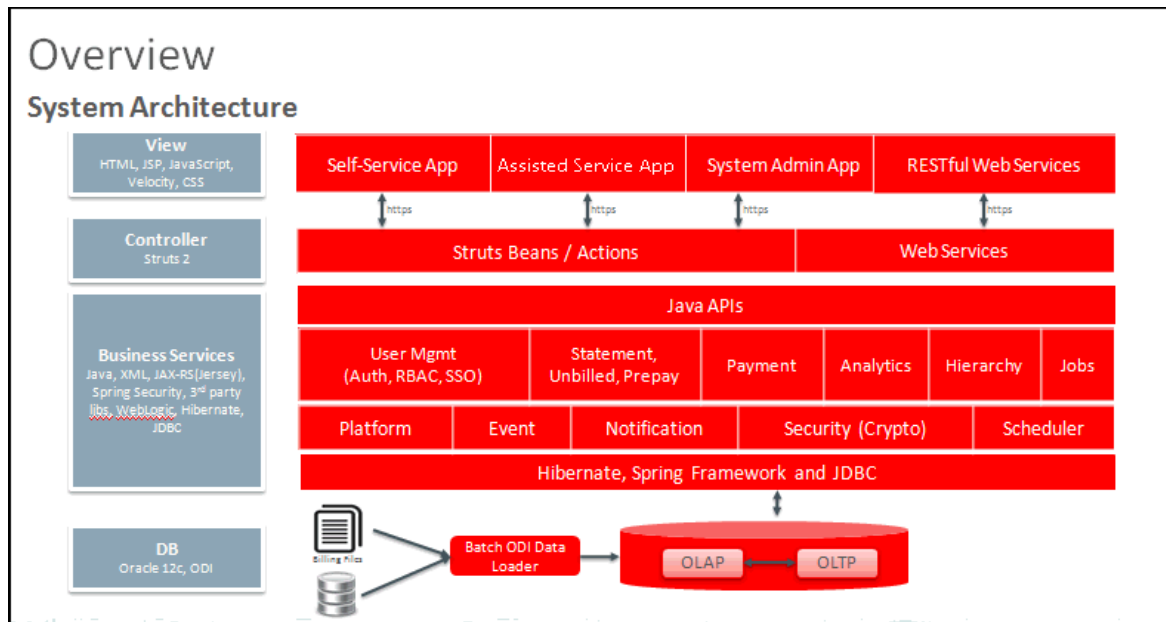 Overview
System Architecture
View
HTML, JSP, JavaScript,
Velocity, CSS
Self-Service App
Assisted Service App
System Admin App
RESTful Web Services
https
https
https
https
Controller
Struts 2
Struts Beans / Actions
Web Services
Business Services
Java, XML, JAX-RS(Jersey),
Spring Security, 3rd party
libs, WebLogic, Hibernate,
JDBC
Java APIs
User Mgmt
(Auth, RBAC, SSO)
Statement,
Unbilled, Prepay
Payment
Analytics
Hierarchy
Jobs
Platform
Event
Notification
Security (Crypto)
Scheduler
Hibernate, Spring Framework and JDBC
DB
Oracle 12c, ODI
Billing Files
Batch ODI Data
Loader
OLAP
OLTP